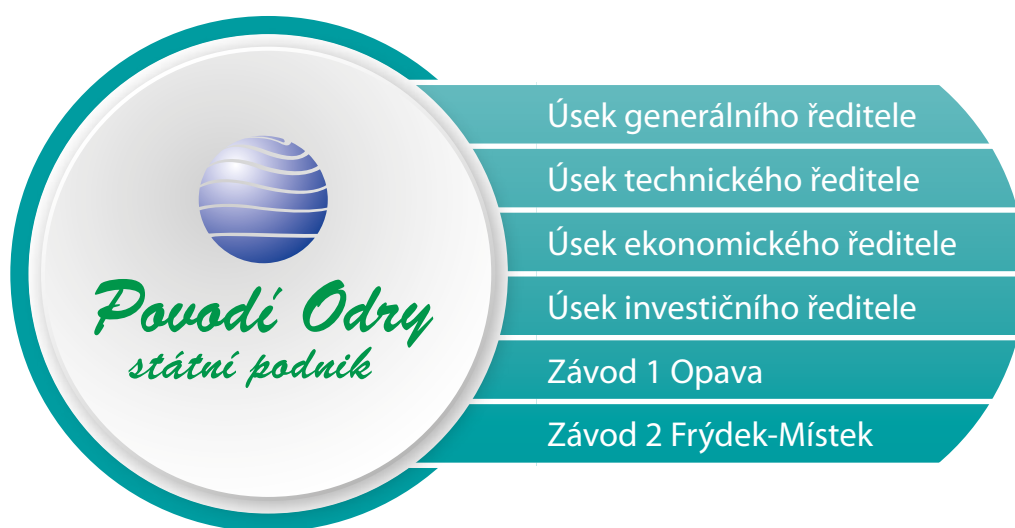 Povodí Odry
státní podnik
Úsek generálního ředitele
Úsek technického ředitele
Úsek ekonomického ředitele
Úsek investičního ředitele
Závod 1 Opava
Závod 2 Frýdek-Místek